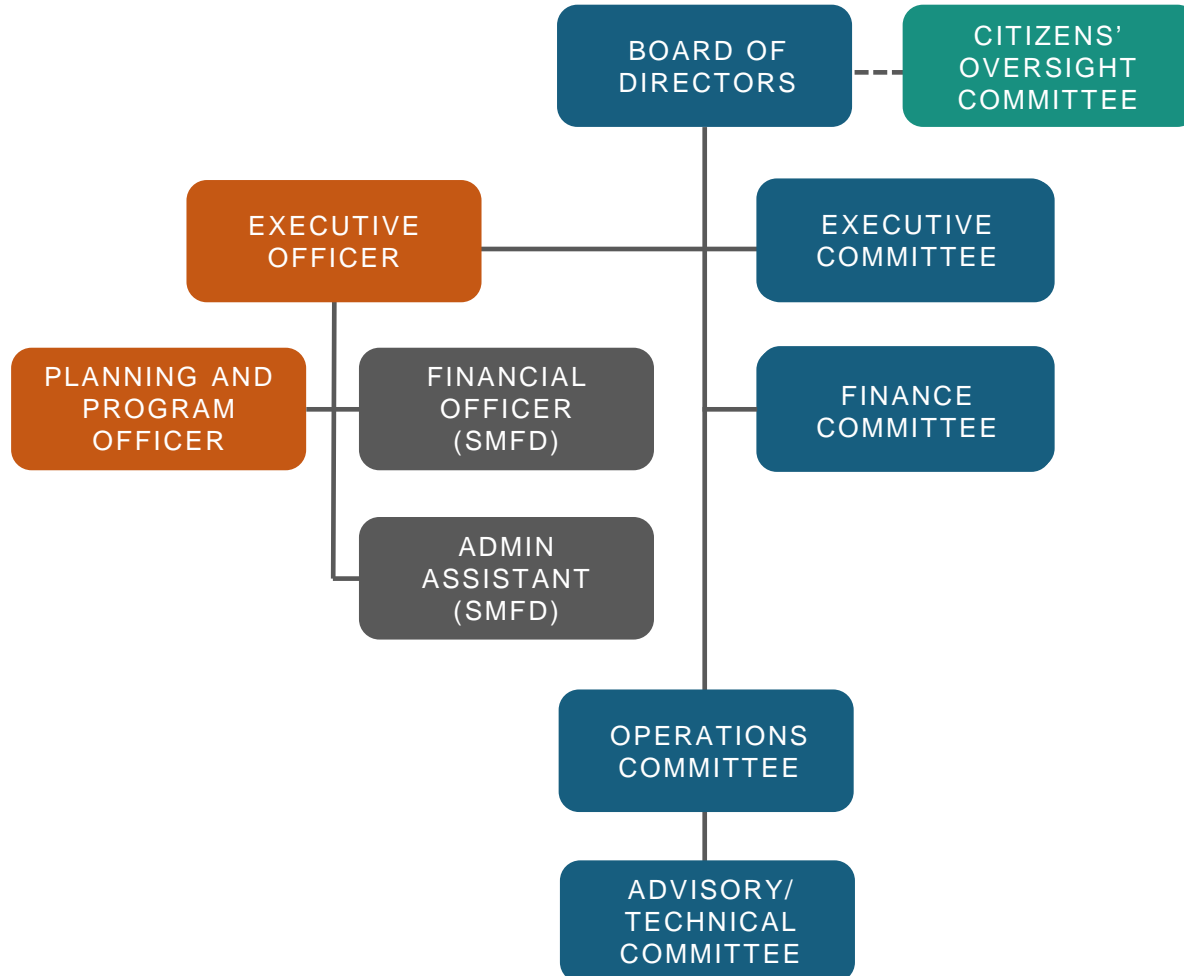 BOARD OF
DIRECTORS
CITIZENS’
OVERSIGHT
COMMITTEE
EXECUTIVE
OFFICER
EXECUTIVE
COMMITTEE
PLANNING AND
PROGRAM
OFFICER
FINANCIAL
OFFICER
(SMFD)
FINANCE
COMMITTEE
ADMIN
ASSISTANT
(SMFD)
OPERATIONS
COMMITTEE
ADVISORY/
TECHNICAL
COMMITTEE